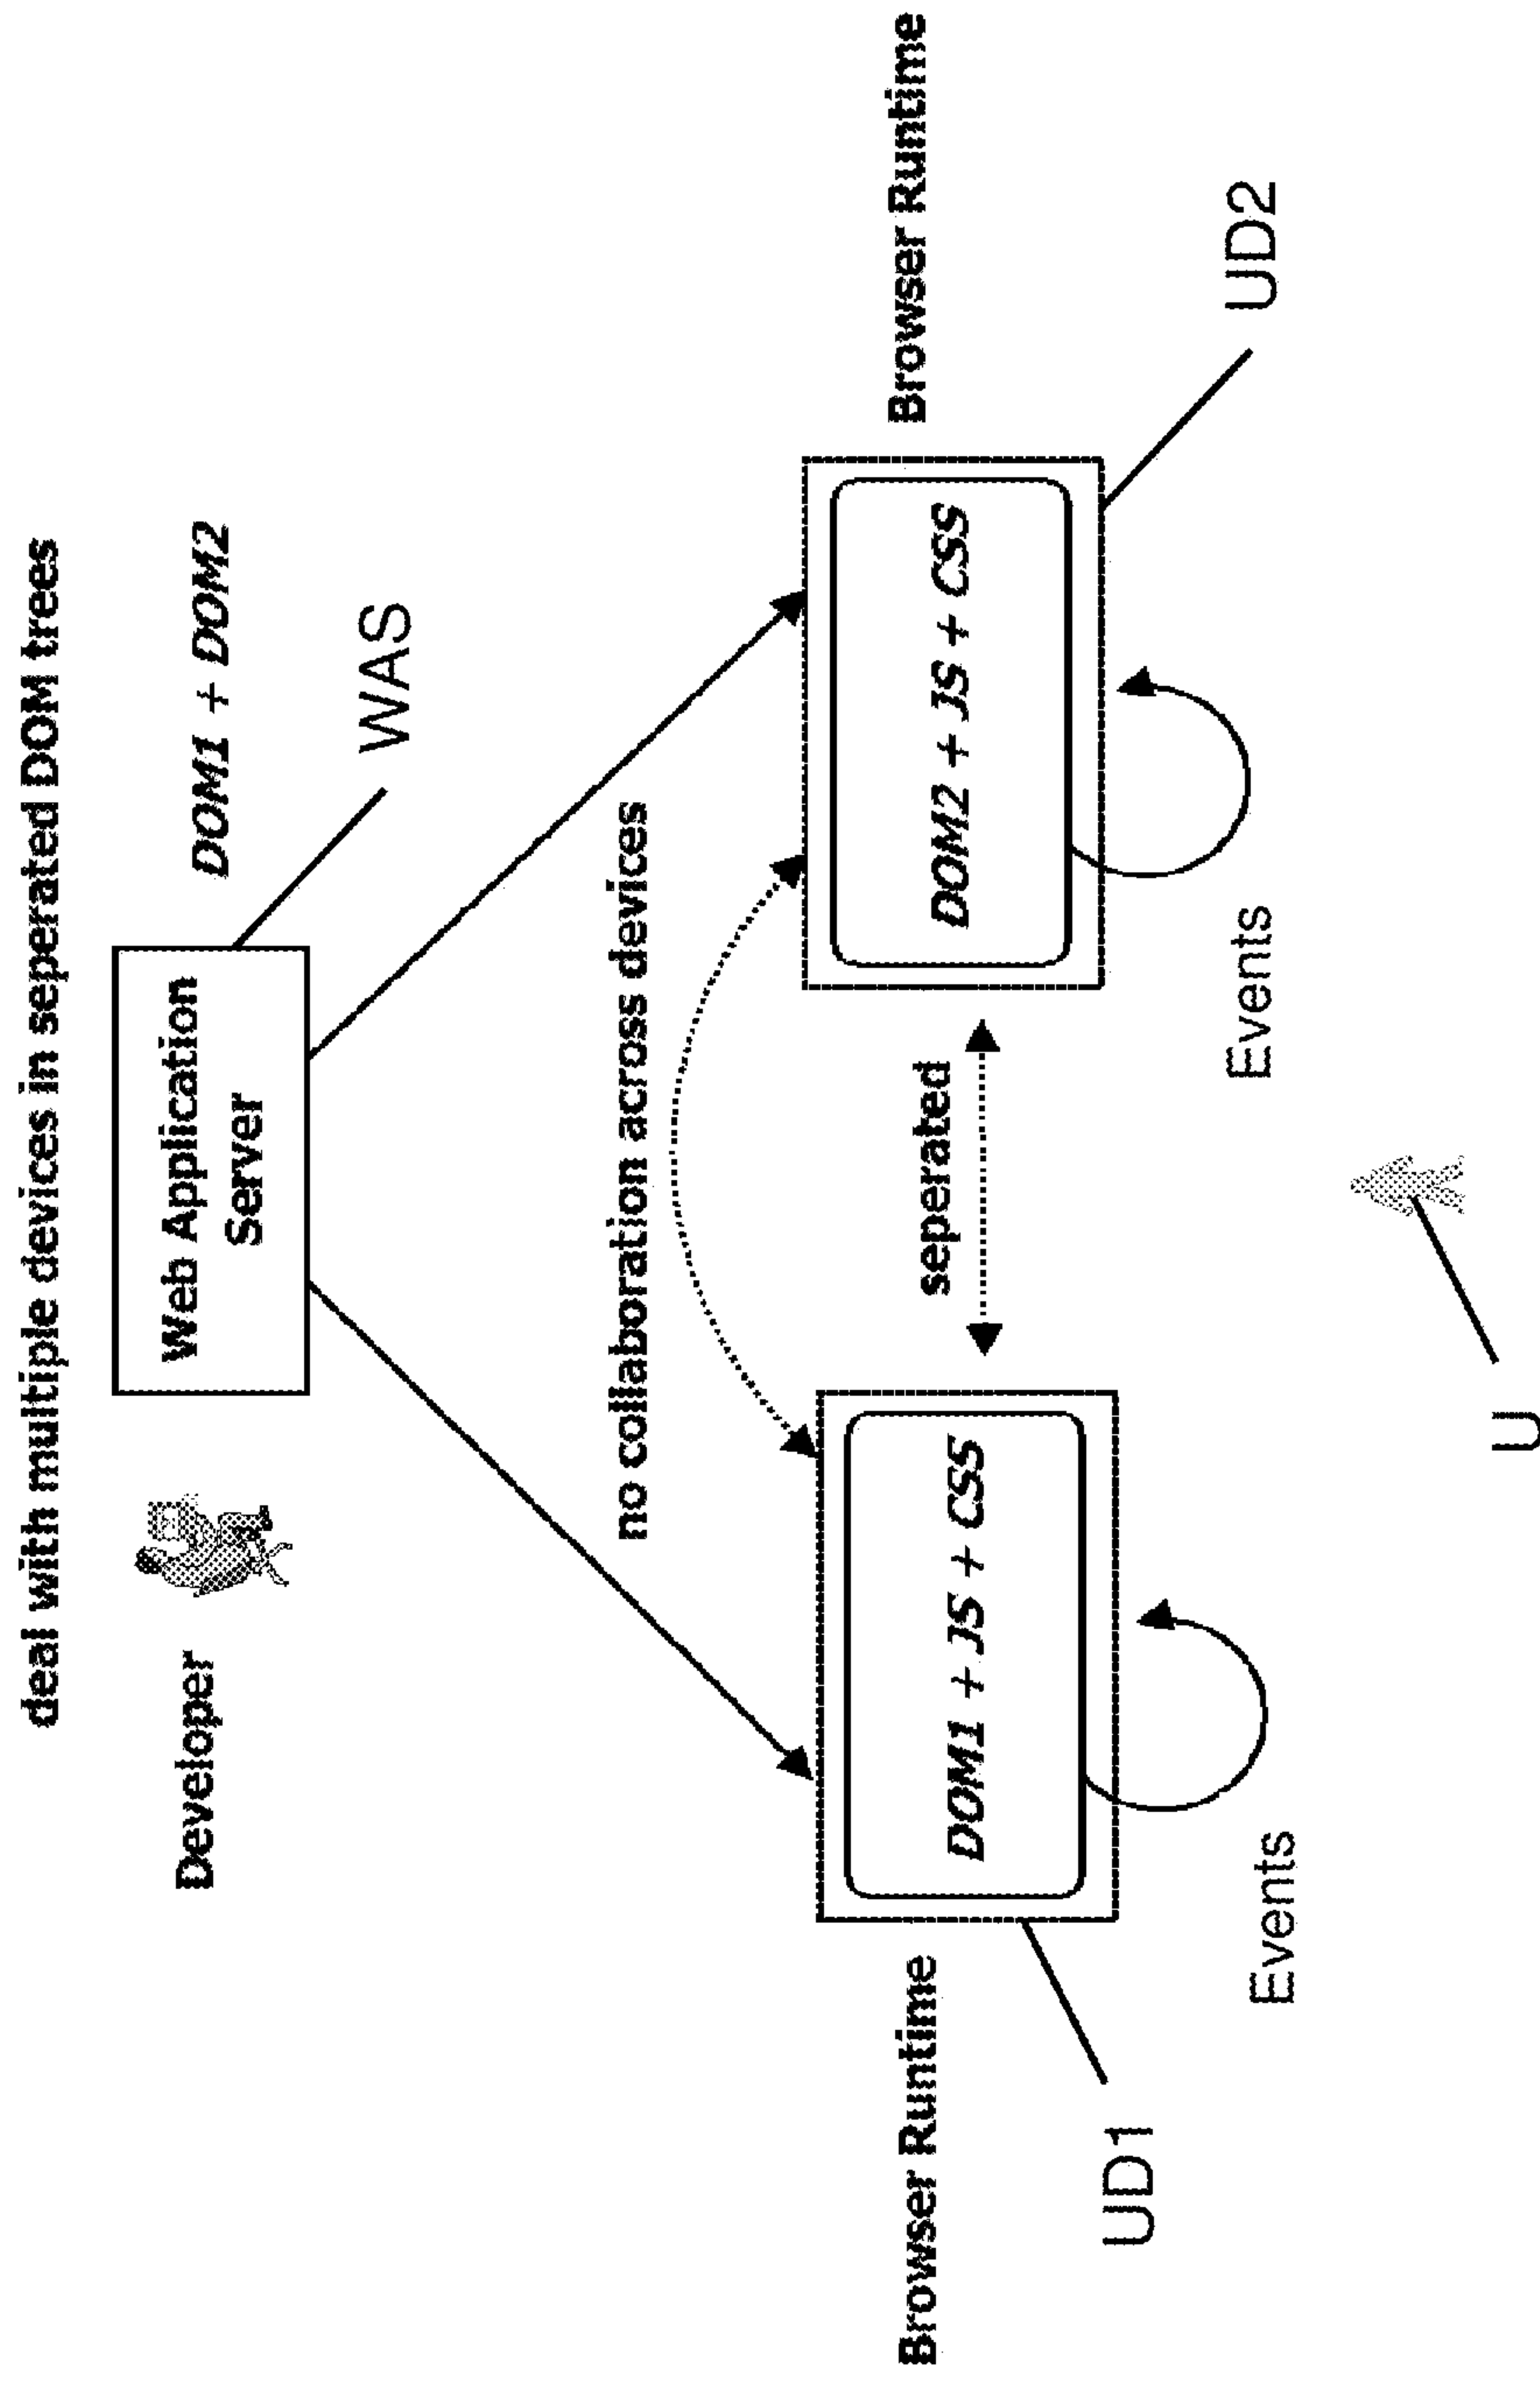 deal with multiple devices in seperated DOM trees
Developer
Web Application
Server
DOM1 + DOM2
WAS
no collaboration across devices
Browser Runtime
DOM1 + JS + CSS
seperated
DOM2 + JS + CSS
Browser Runtime
UD1
Events
Events
UD2
U